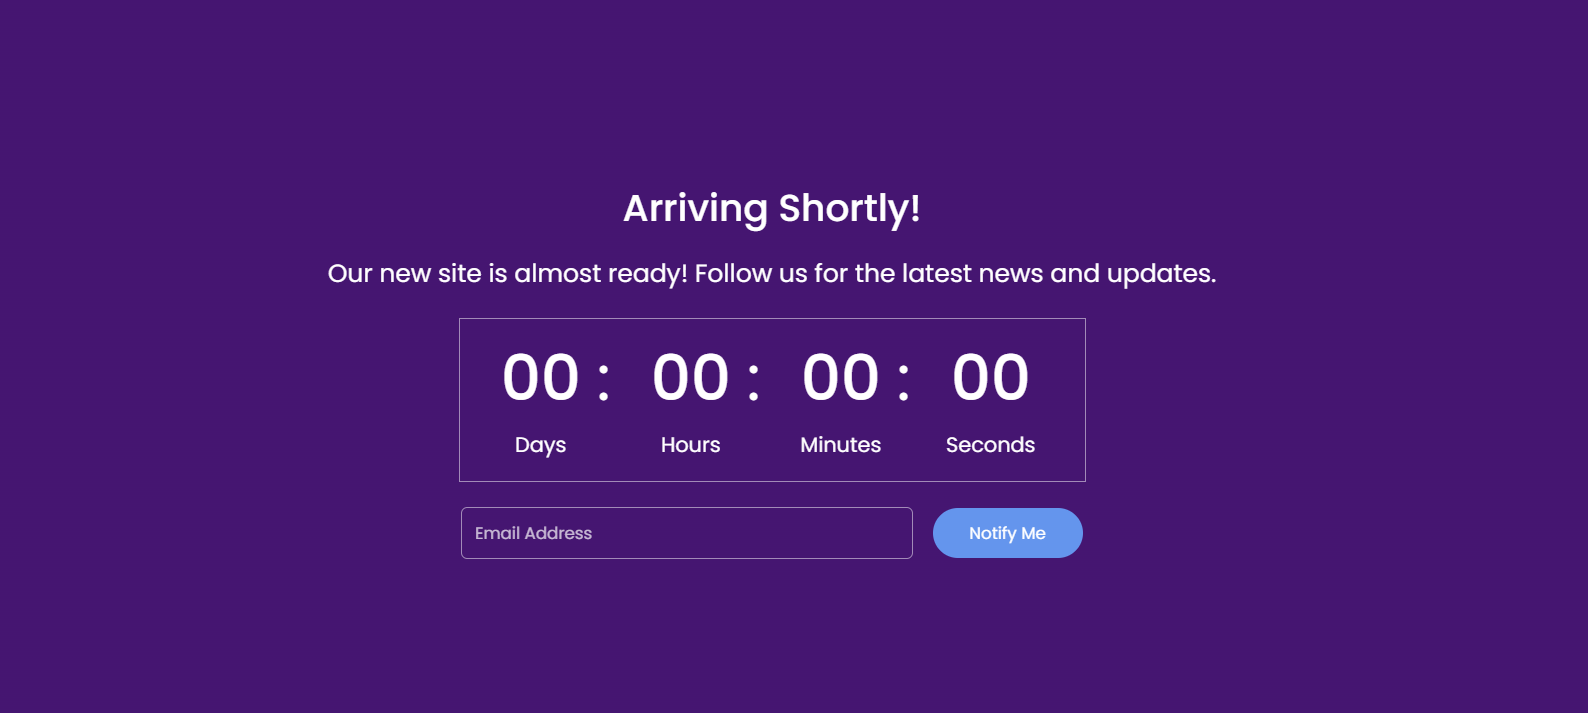 Arriving Shortly!
Our new site is almost ready! Follow us for the latest news and updates.
00 : 00 : 00 : 00
Days Hours Minutes Seconds
Email Address Notify Me